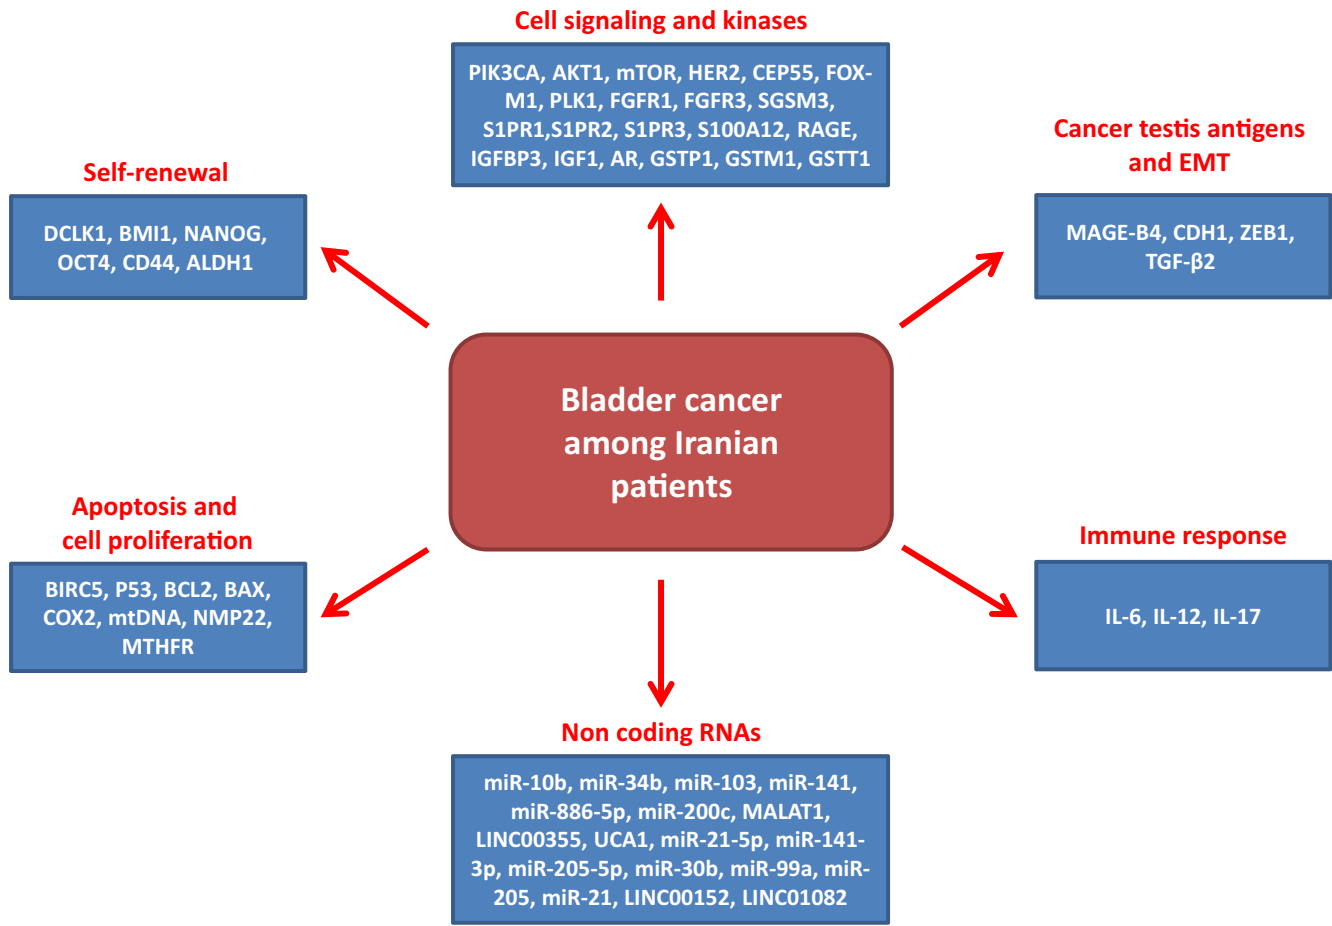 Cell signaling and kinases
PIK3CA, AKT1, mTOR, HER2, CEP55, FOX-
M1, PLK1, FGFR1, FGFR3, SGSM3,
S1PR1,S1PR2, S1PR3, S100A12, RAGE,
IGFBP3, IGF1, AR, GSTP1, GSTM1, GSTT1
Self-renewal
DCLK1, BMI1, NANOG,
OCT4, CD44, ALDH1
Cancer testis antigens
and EMT
MAGE-B4, CDH1, ZEB1,
TGF-β2
Bladder cancer
among Iranian
patients
Apoptosis and
cell proliferation
BIRC5, P53, BCL2, BAX,
COX2, mtDNA, NMP22,
MTHFR
Immune response
IL-6, IL-12, IL-17
Non coding RNAs
miR-10b, miR-34b, miR-103, miR-141,
miR-886-5p, miR-200c, MALAT1,
LINC00355, UCA1, miR-21-5p, miR-141-
3p, miR-205-5p, miR-30b, miR-99a, miR-
205, miR-21, LINC00152, LINC01082